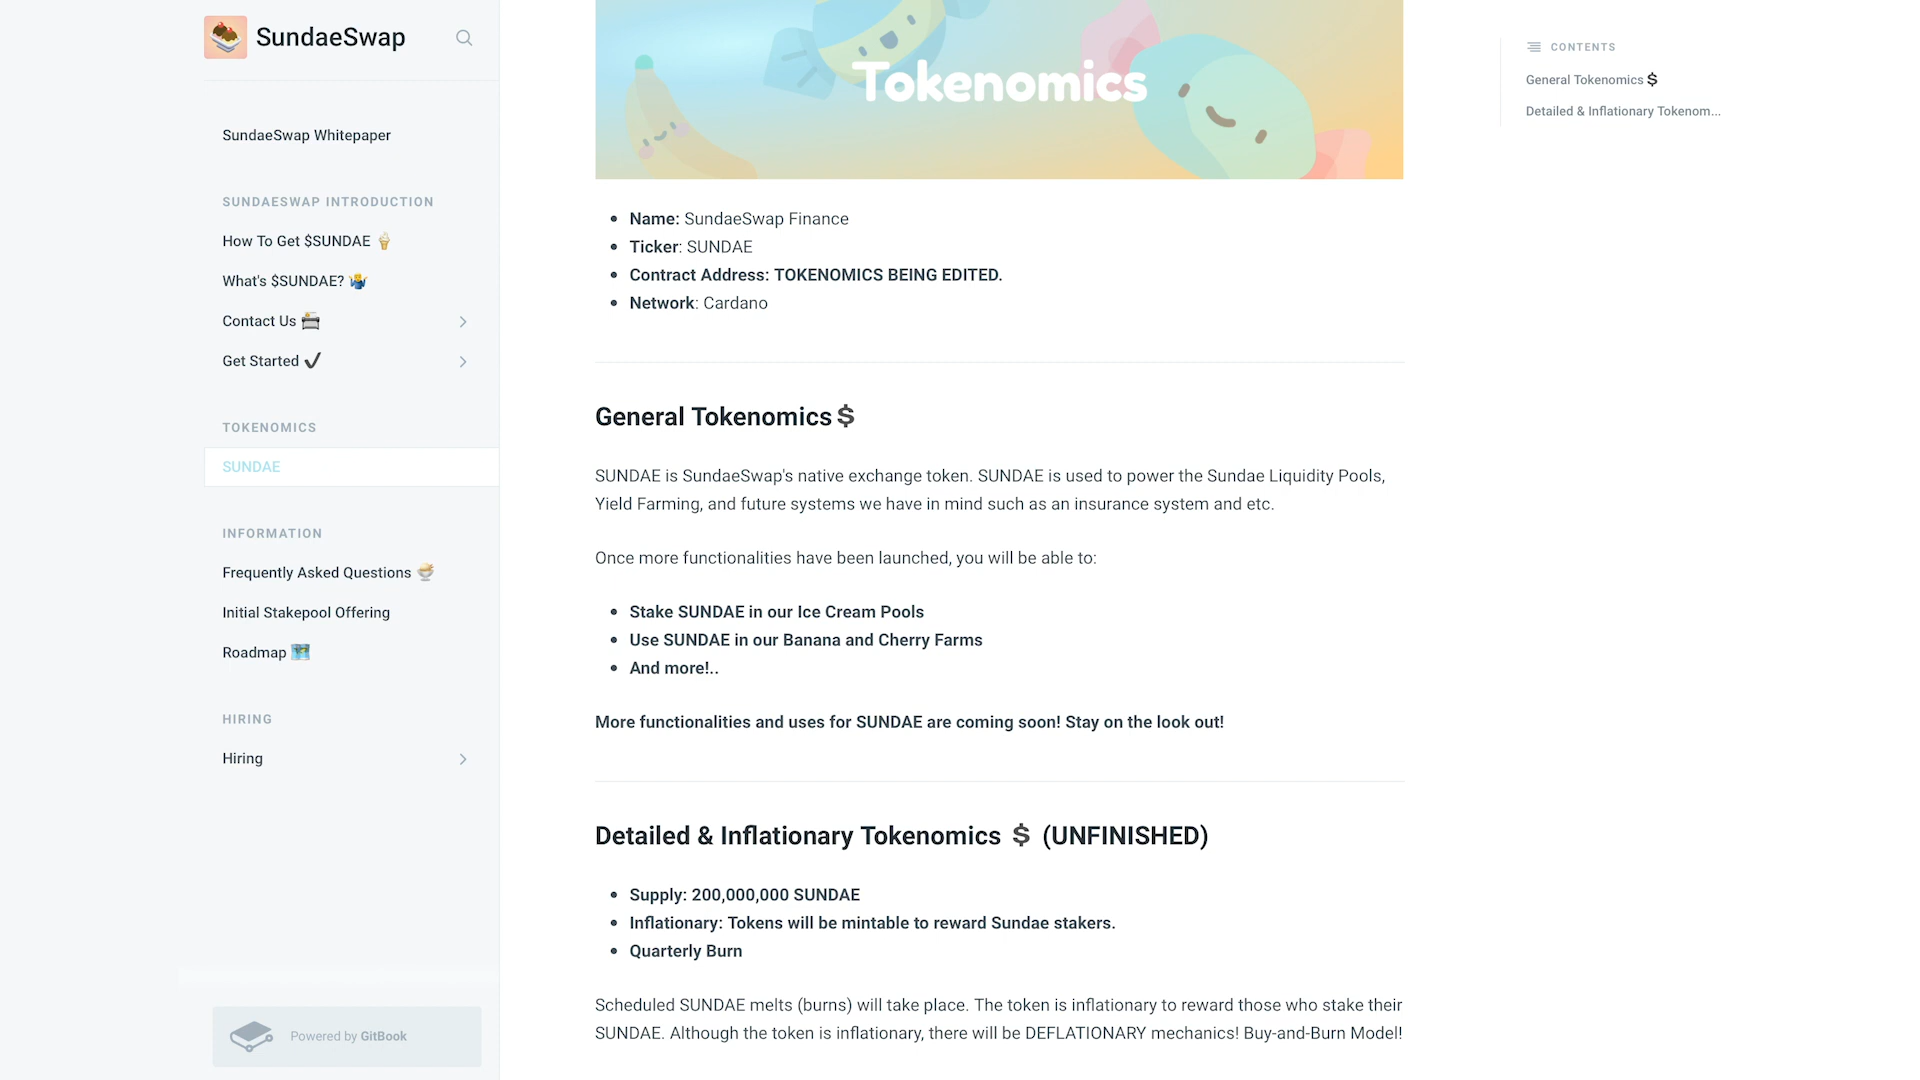 SundaeSwap
SundaeSwap Whitepaper
SUNDAESWAP INTRODUCTION
How To Get $SUNDAE 🍦
What's $SUNDAE? 🤷
Contact Us 📠
Get Started ✔
TOKENOMICS
SUNDAE
INFORMATION
Frequently Asked Questions 🍨
Initial Stakepool Offering
Roadmap 🗺
HIRING
Hiring
Powered by GitBook
Tokenomics
• Name: SundaeSwap Finance
• Ticker: SUNDAE
• Contract Address: TOKENOMICS BEING EDITED.
• Network: Cardano
General Tokenomics 💲
SUNDAE is SundaeSwap's native exchange token. SUNDAE is used to power the Sundae Liquidity Pools,
Yield Farming, and future systems we have in mind such as an insurance system and etc.
Once more functionalities have been launched, you will be able to:
• Stake SUNDAE in our Ice Cream Pools
• Use SUNDAE in our Banana and Cherry Farms
• And more!..
More functionalities and uses for SUNDAE are coming soon! Stay on the look out!
Detailed & Inflationary Tokenomics 💲 (UNFINISHED)
• Supply: 200,000,000 SUNDAE
• Inflationary: Tokens will be mintable to reward Sundae stakers.
• Quarterly Burn
Scheduled SUNDAE melts (burns) will take place. The token is inflationary to reward those who stake their
SUNDAE. Although the token is inflationary, there will be DEFLATIONARY mechanics! Buy-and-Burn Model!
CONTENTS
General Tokenomics 💲
Detailed & Inflationary Tokenom...